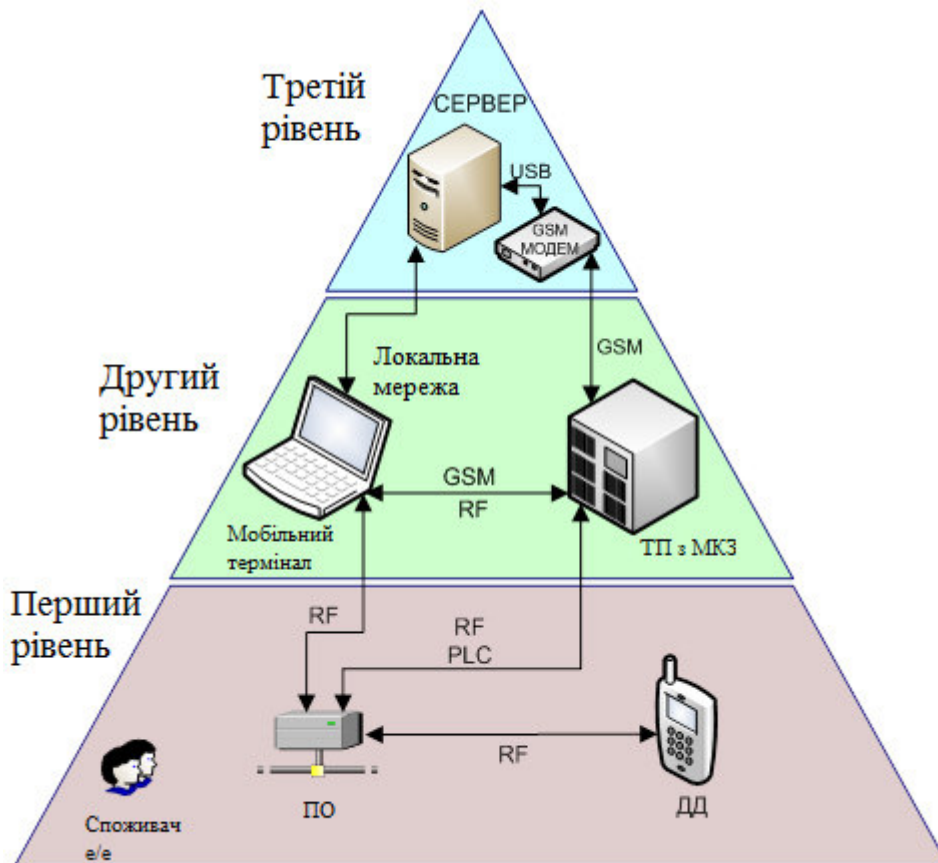 Третій
рівень
СЕРВЕР
USB
GSM
МОДЕМ
GSM
Другий
рівень
Локальна
мережа
GSM
RF
Мобільний
термінал
ТП з МКЗ
Перший
рівень
RF
RF
PLC
RF
ПО
ДД
Споживач
е/е